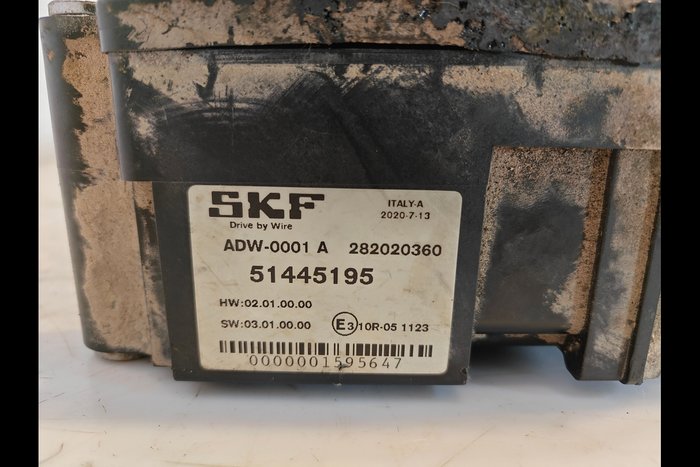 SKF
ITALY-A
Drive by Wire
2020-7-13
ADW-0001 A 282020360
51445195
HW:02.01.00.00
SW:03.01.00.00 E3 10R-05 1123
0000001595647